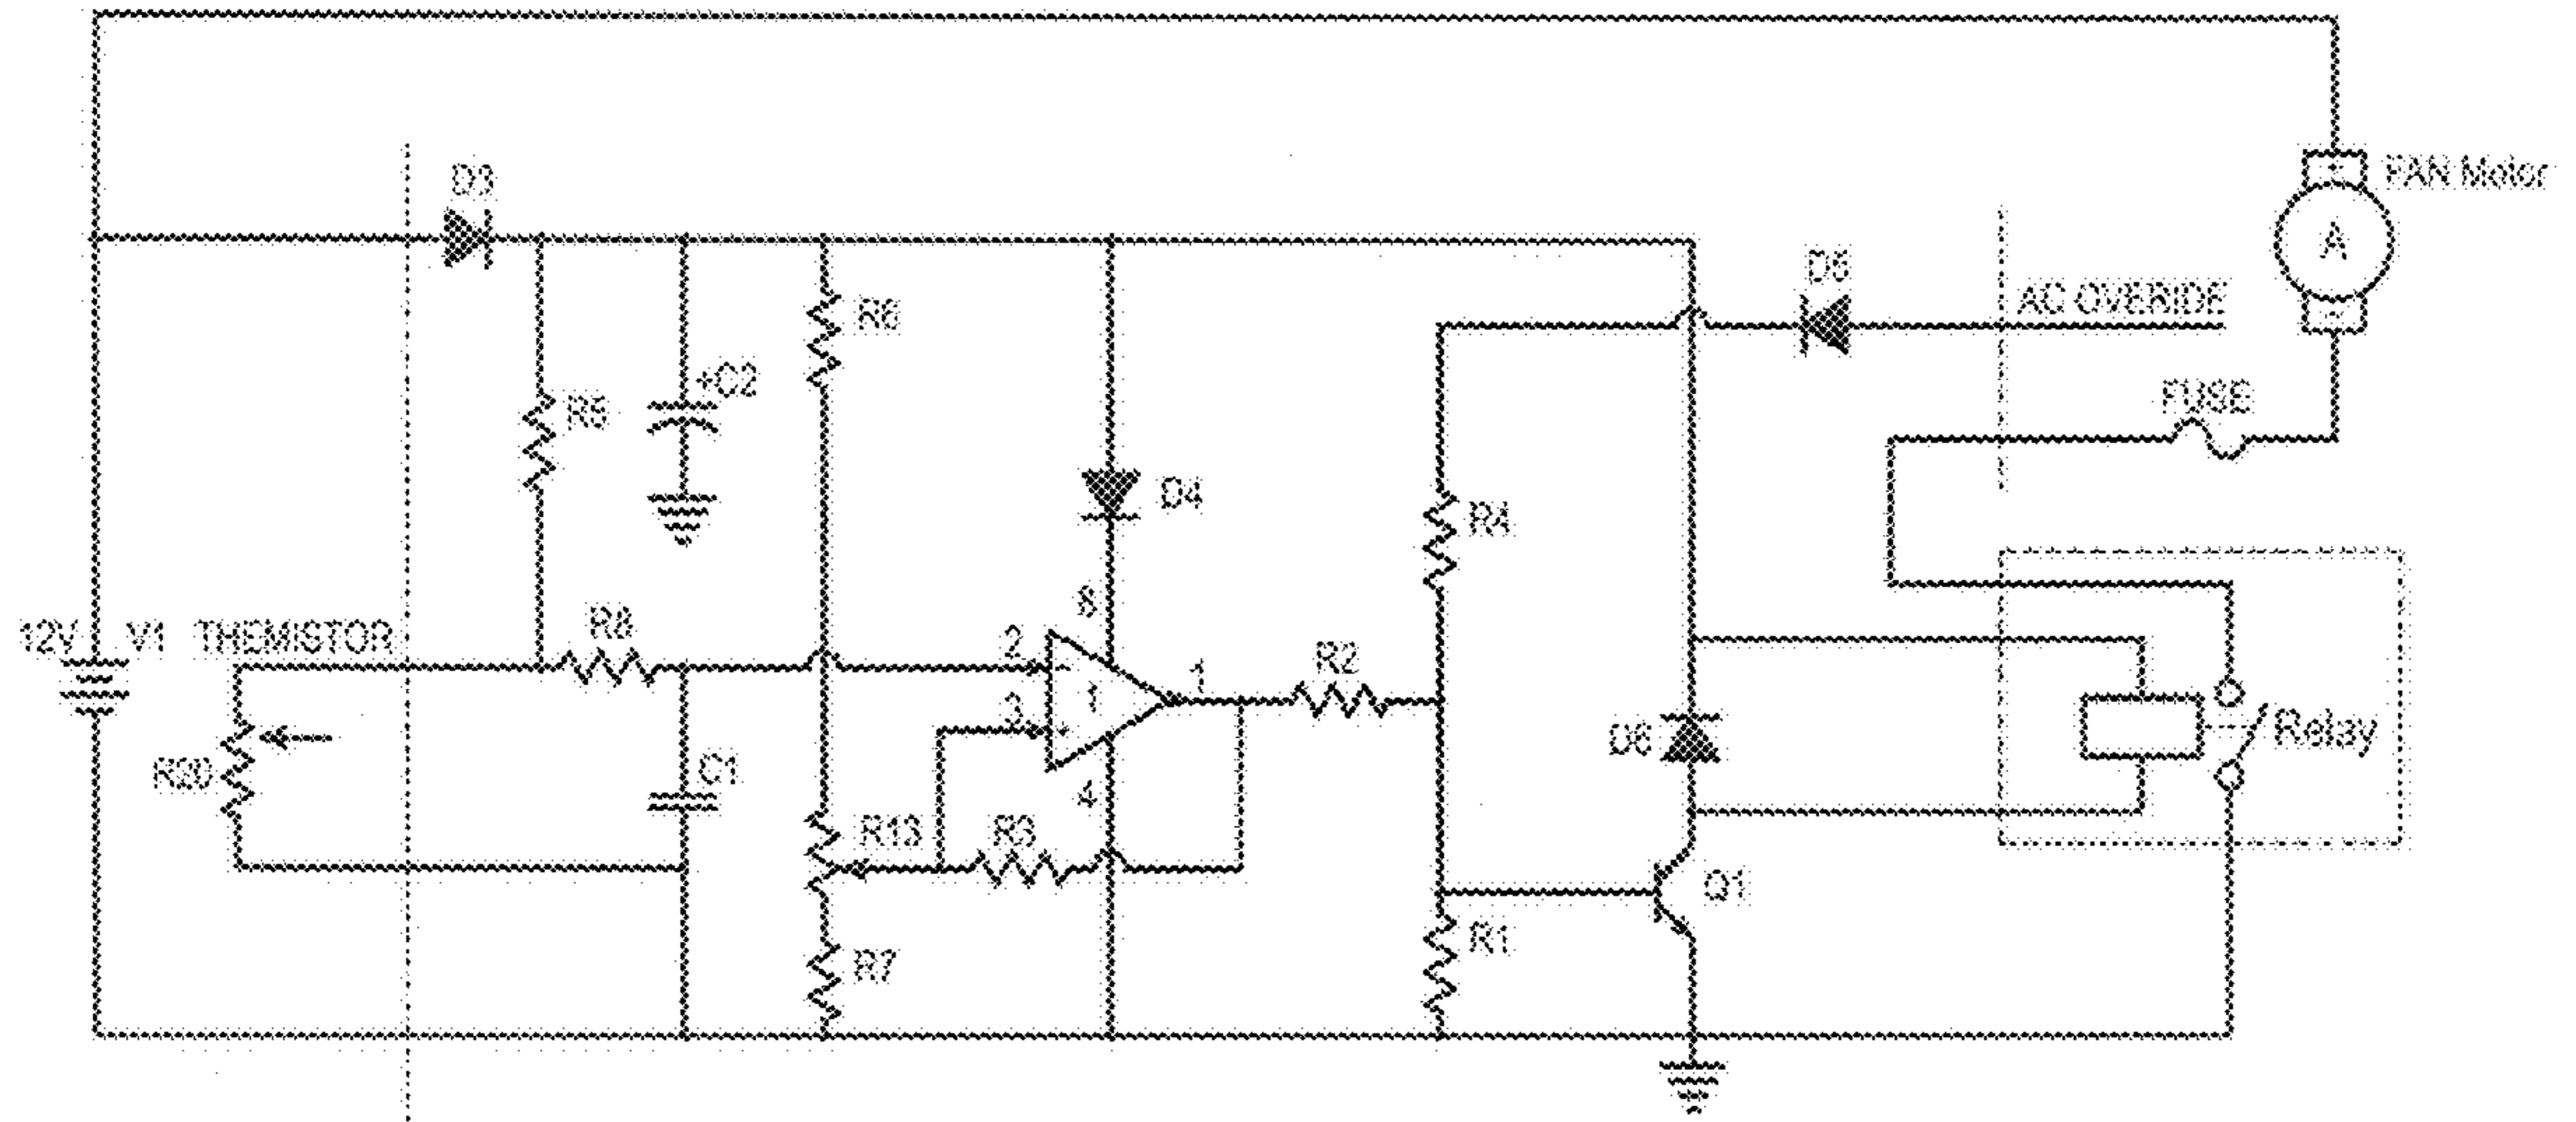 D3
FAN Motor
A
D5
AC OVERIDE
R6
+C2
R5
FUSE
D4
R4
8
12V
V1
THEMISTOR
R8
2
1
R2
3
1
D6
Relay
R20
C1
4
R13
R3
Q1
R7
R1